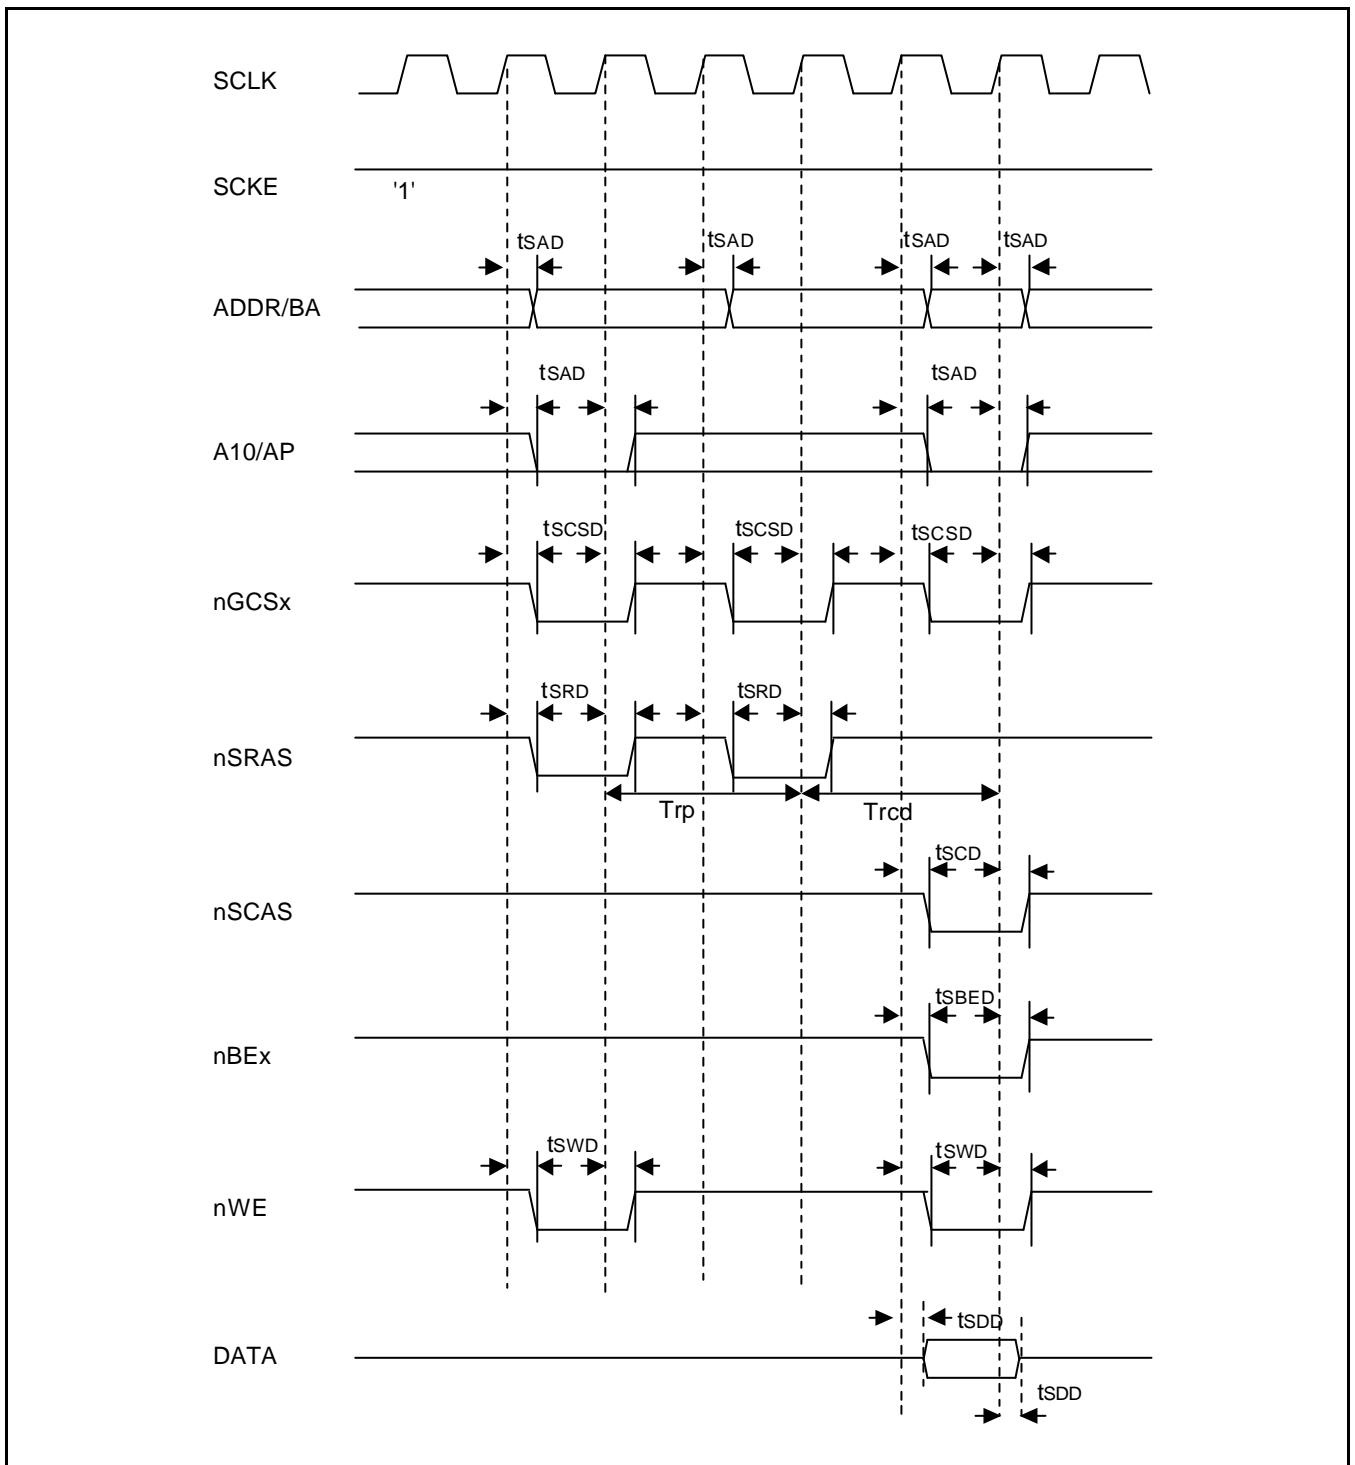 SCLK
SCKE
'1'
tSAD tSAD tSAD tSAD
ADDR/BA
tSAD tSAD
A10/AP
tSCSD tSCSD tSCSD
nGCSx
tSRD tSRD
nSRAS
Trp Trcd
tSCD
nSCAS
tSBED
nBEx
tSWD tSWD
nWE
tSDD
DATA
tSDD